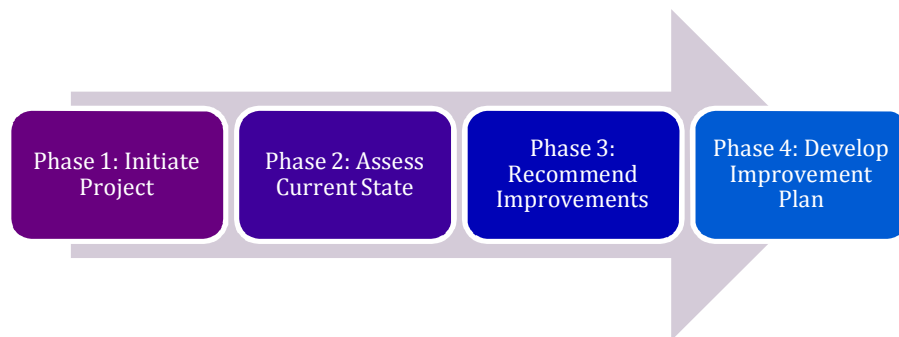 Phase 1: Initiate
Project
Phase 2: Assess
Current State
Phase 3:
Recommend
Improvements
Phase 4: Develop
Improvement
Plan